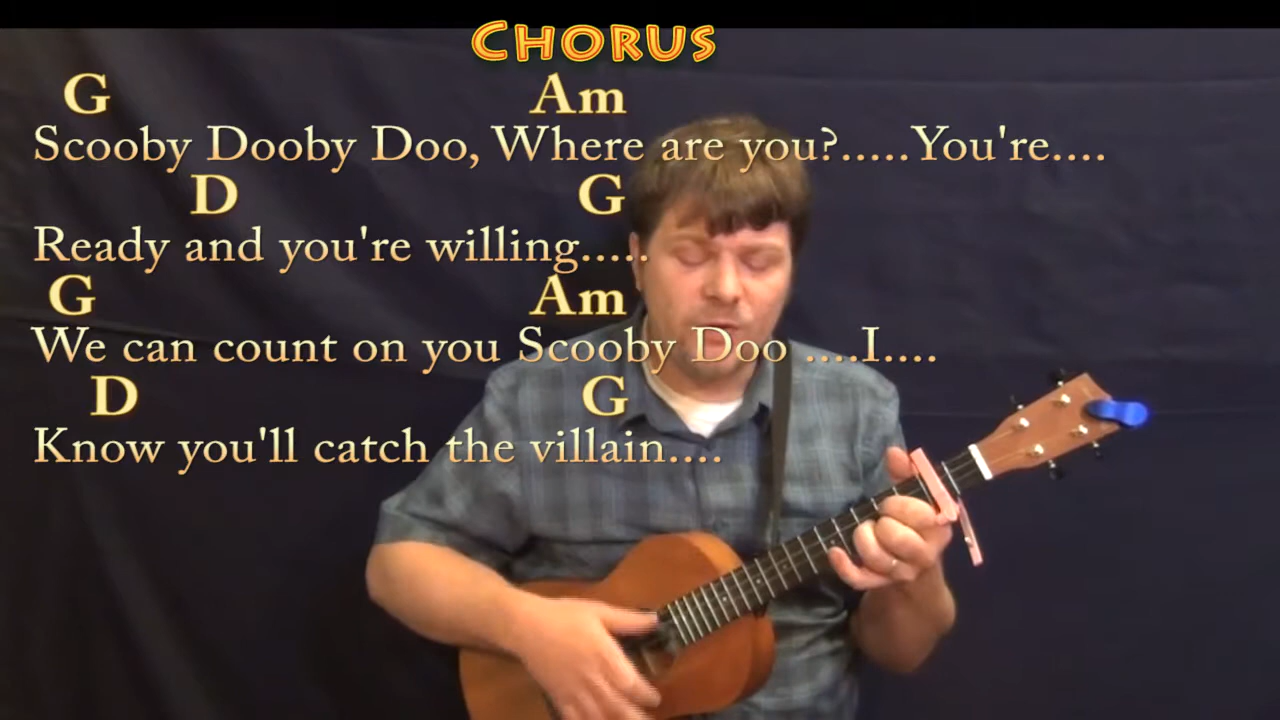 CHORUS
G Am
Scooby Dooby Doo, Where are you?.....You're....
D G
Ready and you're willing.....
G Am
We can count on you Scooby Doo ....I....
D G
Know you'll catch the villain....